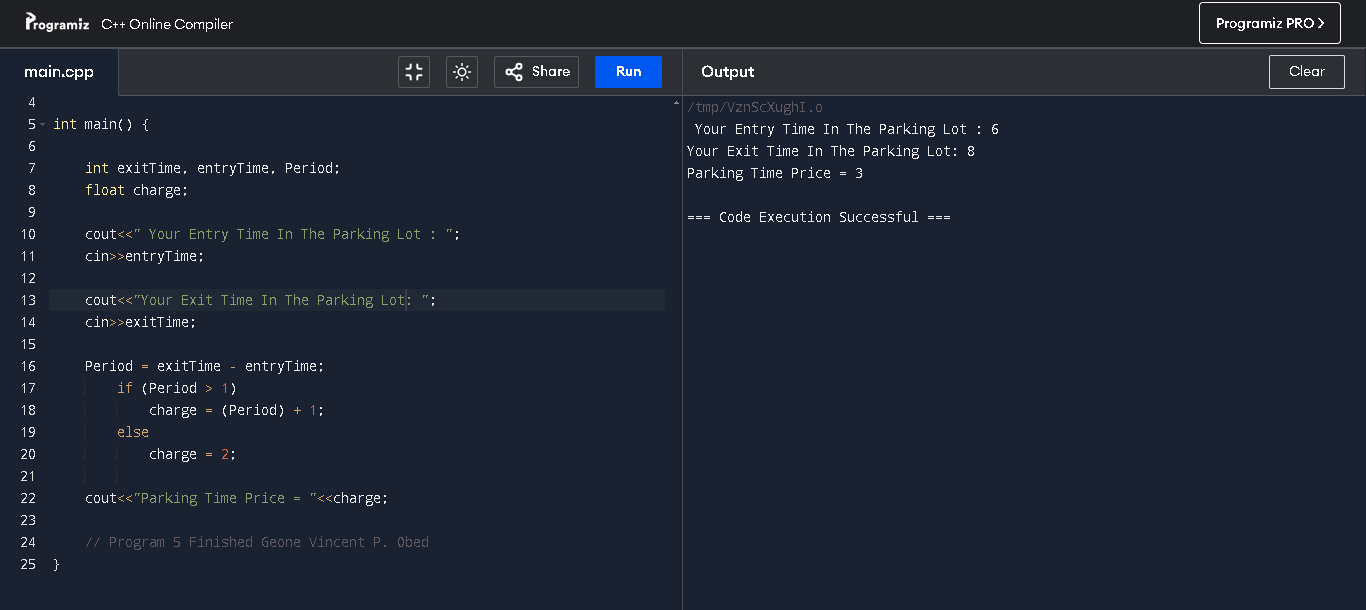 Programiz C++ Online Compiler Programiz PRO >
main.cpp Share Run Output Clear
4
5 int main() {
6
7 int exitTime, entryTime, Period;
8 float charge;
9
10 cout<<" Your Entry Time In The Parking Lot : ";
11 cin>>entryTime;
12
13 cout<<"Your Exit Time In The Parking Lot: ";
14 cin>>exitTime;
15
16 Period = exitTime - entryTime;
17 if (Period > 1)
18 charge = (Period) + 1;
19 else
20 charge = 2;
21
22 cout<<"Parking Time Price = "<<charge;
23
24 // Program 5 Finished Geone Vincent P. Obed
25 }
/tmp/VznScXughI.o
Your Entry Time In The Parking Lot : 6
Your Exit Time In The Parking Lot: 8
Parking Time Price = 3
=== Code Execution Successful ===